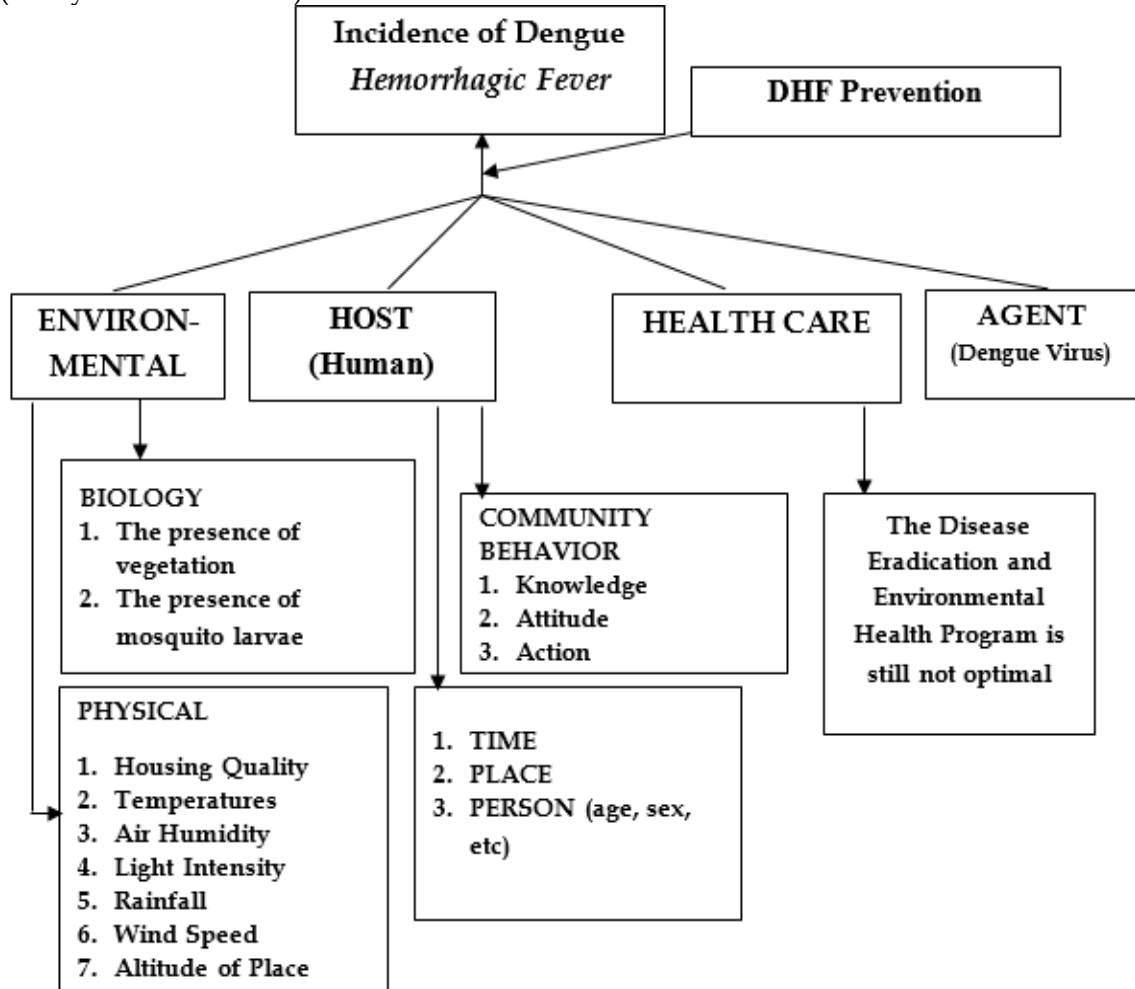 Incidence of Dengue
Hemorrhagic Fever
DHF Prevention
ENVIRON-
MENTAL
HOST
(Human)
HEALTH CARE
AGENT
(Dengue Virus)
BIOLOGY
1. The presence of
vegetation
2. The presence of
mosquito larvae
COMMUNITY
BEHAVIOR
1. Knowledge
2. Attitude
3. Action
The Disease
Eradication and
Environmental
Health Program is
still not optimal
PHYSICAL
1. Housing Quality
2. Temperatures
3. Air Humidity
4. Light Intensity
5. Rainfall
6. Wind Speed
7. Altitude of Place
1. TIME
2. PLACE
3. PERSON (age, sex,
etc)